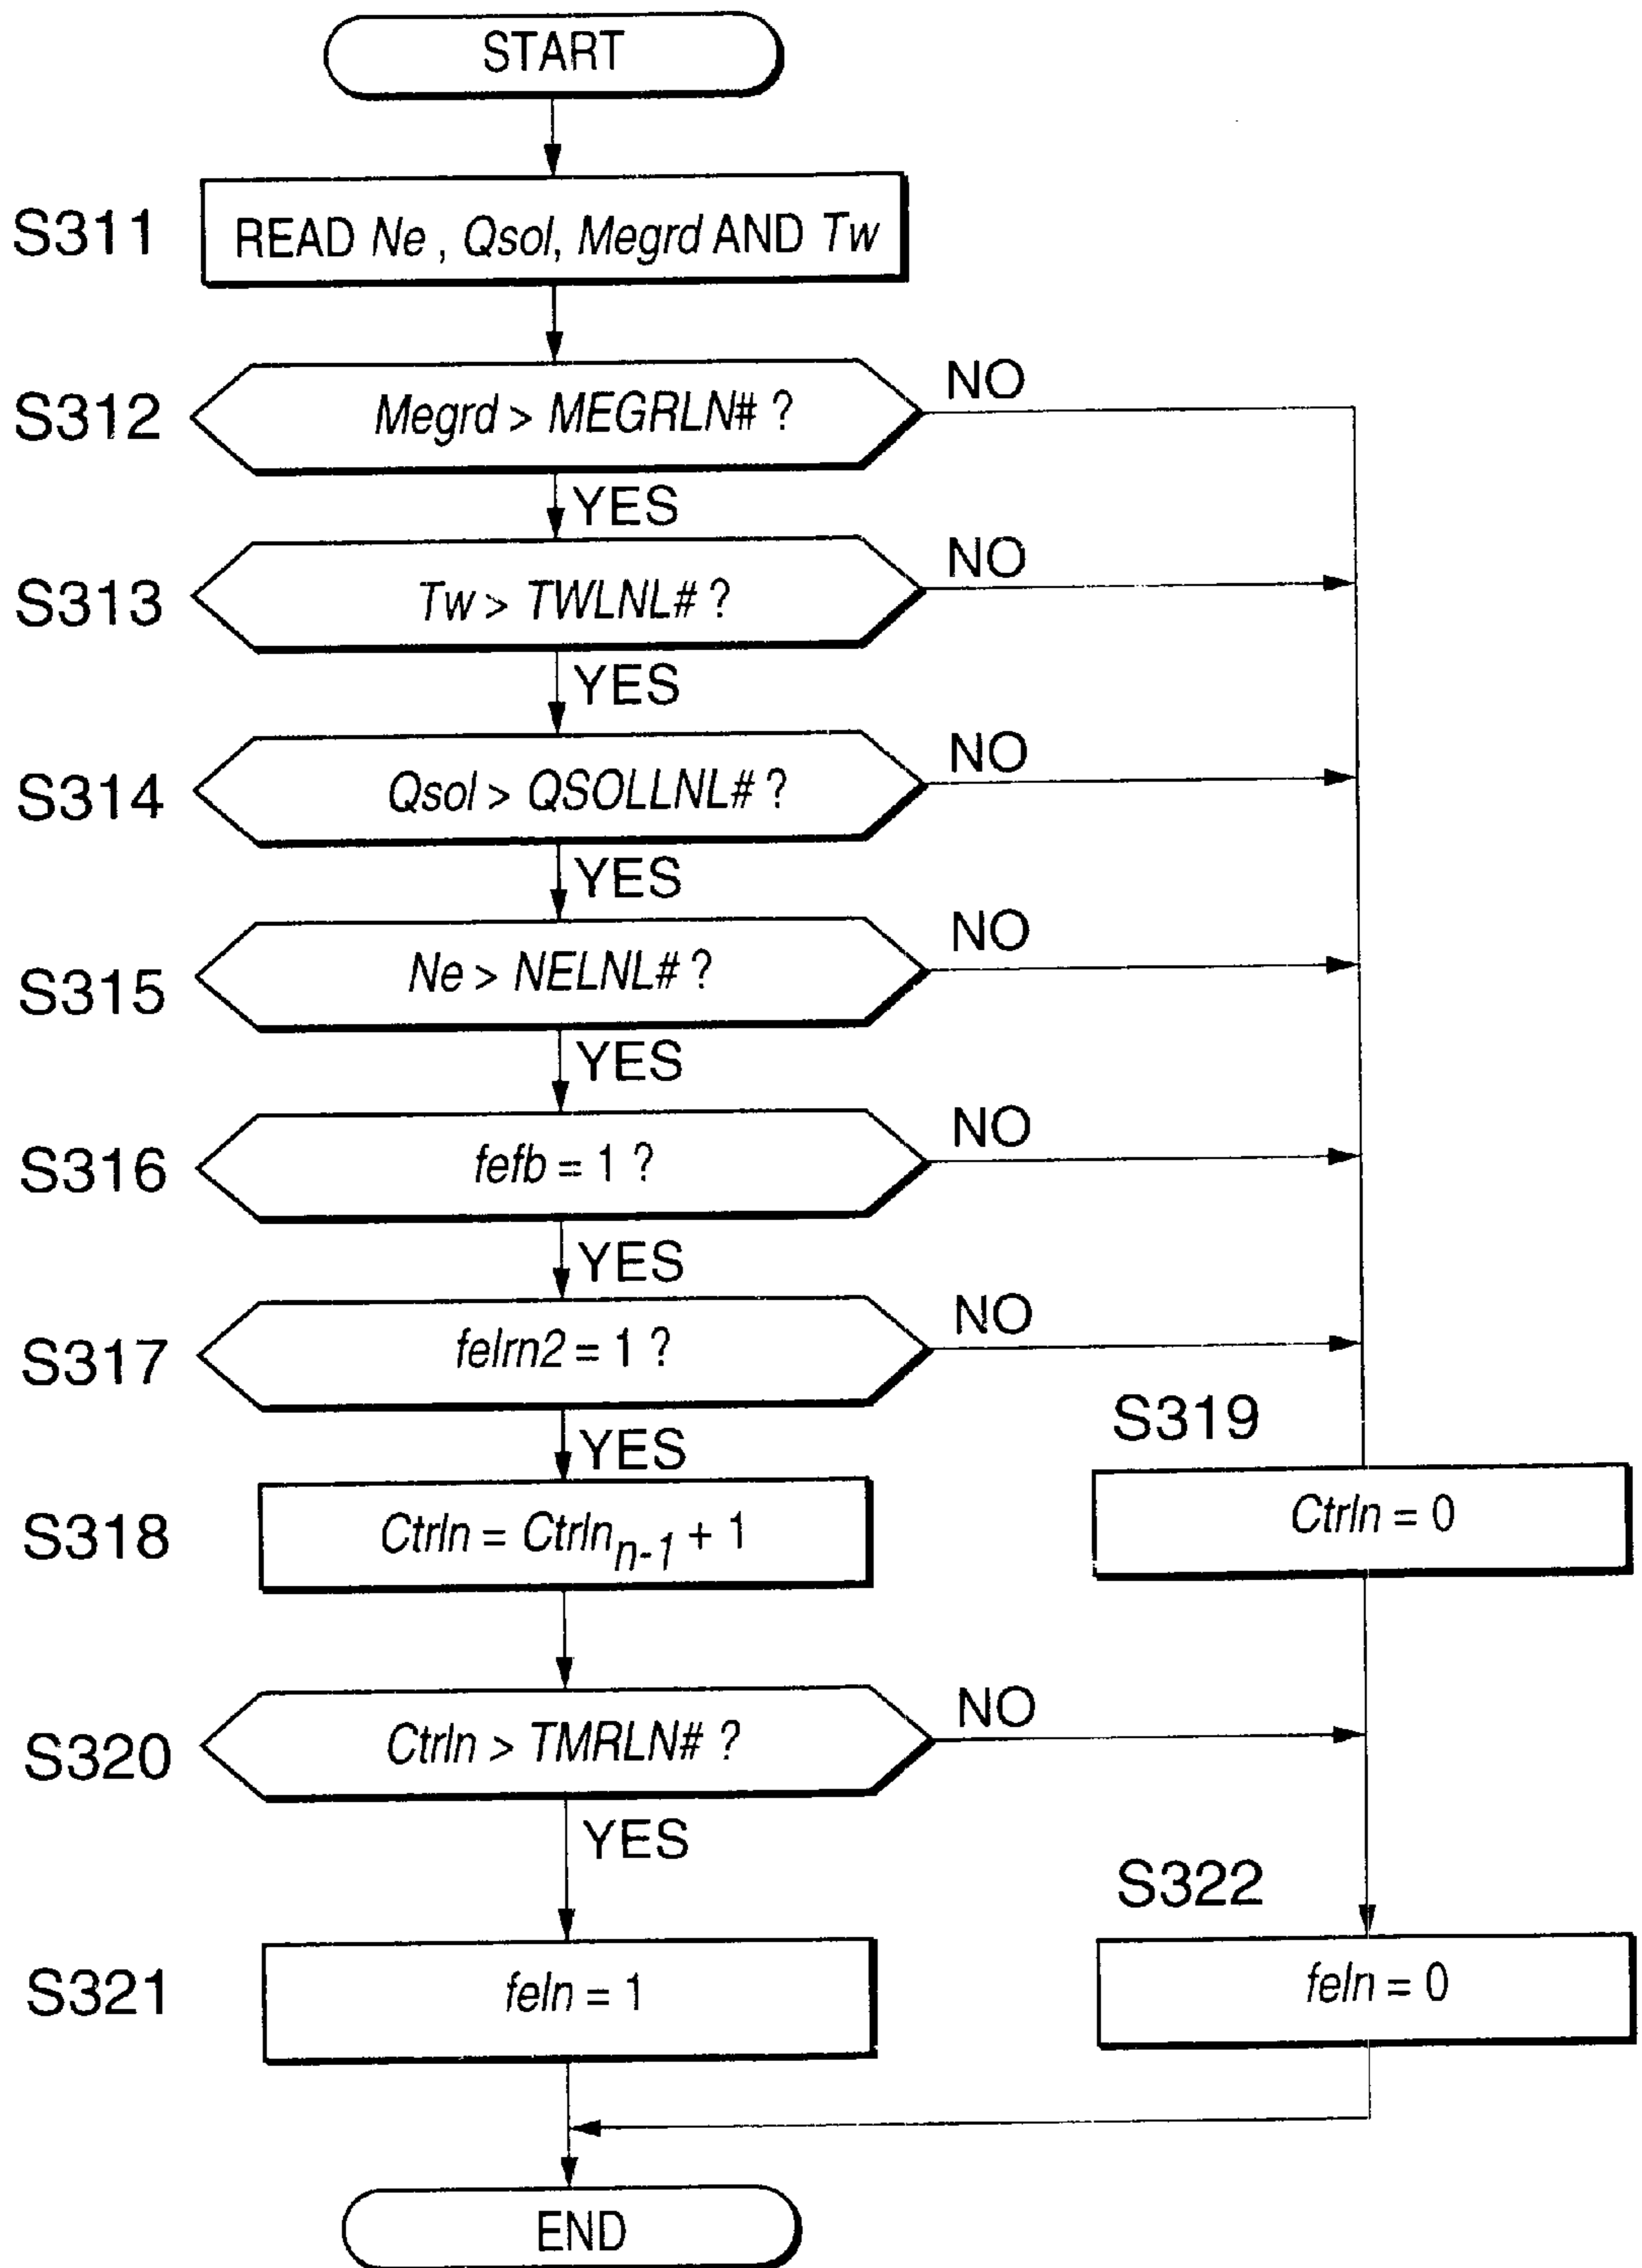 START
S311
READ Ne , Qsol, Megrd AND Tw
S312
Megrd > MEGRLN# ?
NO
YES
S313
Tw > TWLNL# ?
NO
YES
S314
Qsol > QSOLLNL# ?
NO
YES
S315
Ne > NELNL# ?
NO
YES
S316
fefb = 1 ?
NO
YES
S317
felrn2 = 1 ?
NO
YES
S319
S318
Ctrln = Ctrlnn-1 + 1
Ctrln = 0
S320
Ctrln > TMRLN# ?
NO
YES
S322
S321
feln = 1
feln = 0
END